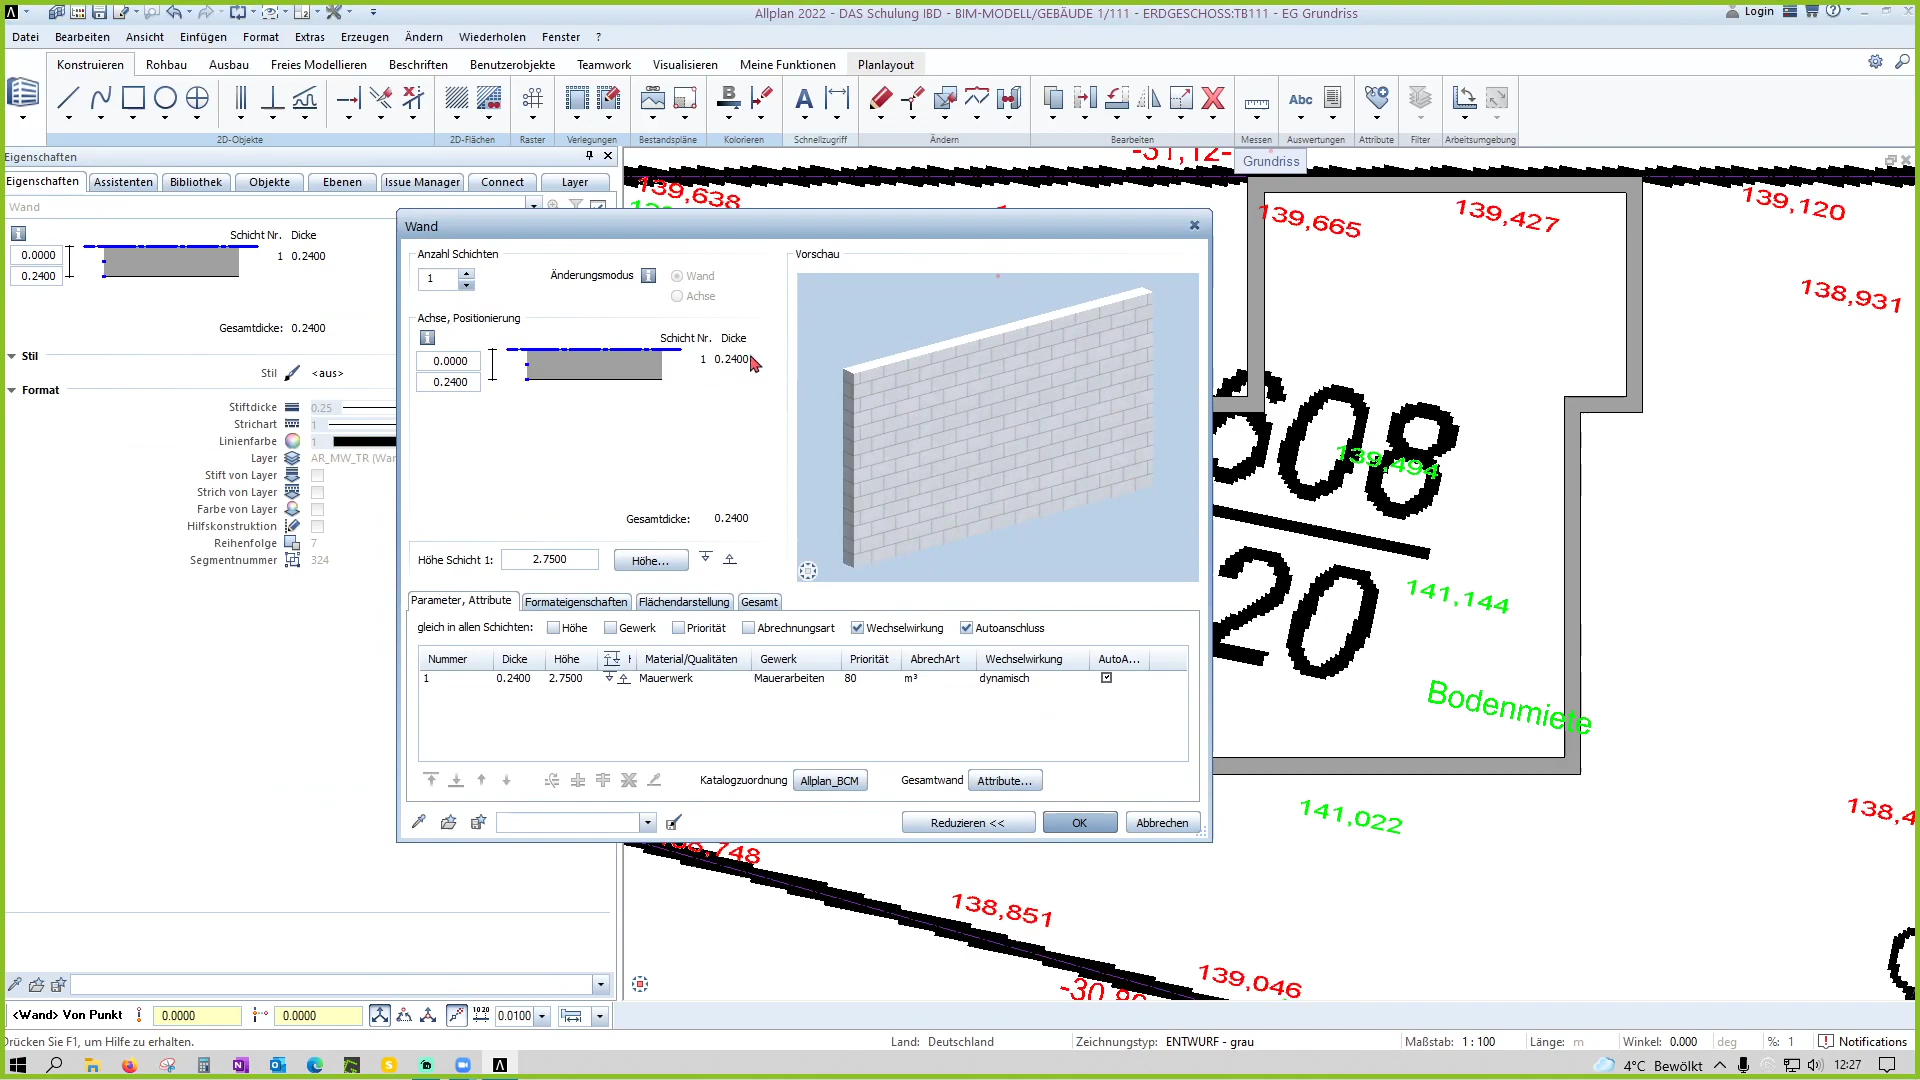 Allplan 2022 - DAS Schulung IBD - BIM-MODELL/GEBÄUDE 1/111 - ERDGESCHOSS:TB111 - EG Grundriss
Login
Datei Bearbeiten Ansicht Einfügen Format Extras Erzeugen Ändern Wiederholen Fenster ?
Konstruieren Rohbau Ausbau Freies Modellieren Beschriften Benutzerobjekte Teamwork Visualisieren Meine Funktionen Planlayout
2D-Objekte 2D-Flächen Raster Verlegungen Bestandspläne Kolorieren Schnellzugriff Ändern Bearbeiten Messen Auswertungen Attribute Filter Arbeitsumgebung
Eigenschaften
Grundriss
Eigenschaften Assistenten Bibliothek Objekte Ebenen Issue Manager Connect Layer
Wand
Schicht Nr. Dicke
0.0000
1 0.2400
0.2400
Gesamtdicke: 0.2400
Stil
Stil <aus>
Format
Stiftdicke 0.25
Strichart 1
Linienfarbe 1
Layer AR_MW_TR
Stift von Layer
Strich von Layer
Farbe von Layer
Hilfskonstruktion
Reihenfolge 7
Segmentnummer 324
Wand
Anzahl Schichten
1
Änderungsmodus
Wand
Achse
Achse, Positionierung
Schicht Nr. Dicke
0.0000
1 0.2400
0.2400
Gesamtdicke: 0.2400
Höhe Schicht 1: 2.7500 Höhe...
Vorschau
Parameter, Attribute Formateigenschaften Flächendarstellung Gesamt
gleich in allen Schichten: Höhe Gewerk Priorität Abrechnungsart Wechselwirkung Autoanschluss
Nummer Dicke Höhe Material/Qualitäten Gewerk Priorität AbrechArt Wechselwirkung AutoA...
1 0.2400 2.7500 Mauerwerk Mauerarbeiten 80 m³ dynamisch
Katalogzuordnung Allplan_BCM Gesamtwand Attribute...
Reduzieren << OK Abbrechen
-31,12-
139,638
139,665
139,427
139,120
138,931
608
139,494
20
141,144
Bodenmiete
141,022
138,4
138,748
138,851
139,046
-30,86
<Wand> Von Punkt 0.0000 0.0000 0.0100
Drücken Sie F1, um Hilfe zu erhalten.
Land: Deutschland Zeichnungstyp: ENTWURF - grau Maßstab: 1 : 100 Länge: m Winkel: 0.000 deg %: 1 Notifications
4°C Bewölkt 12:27